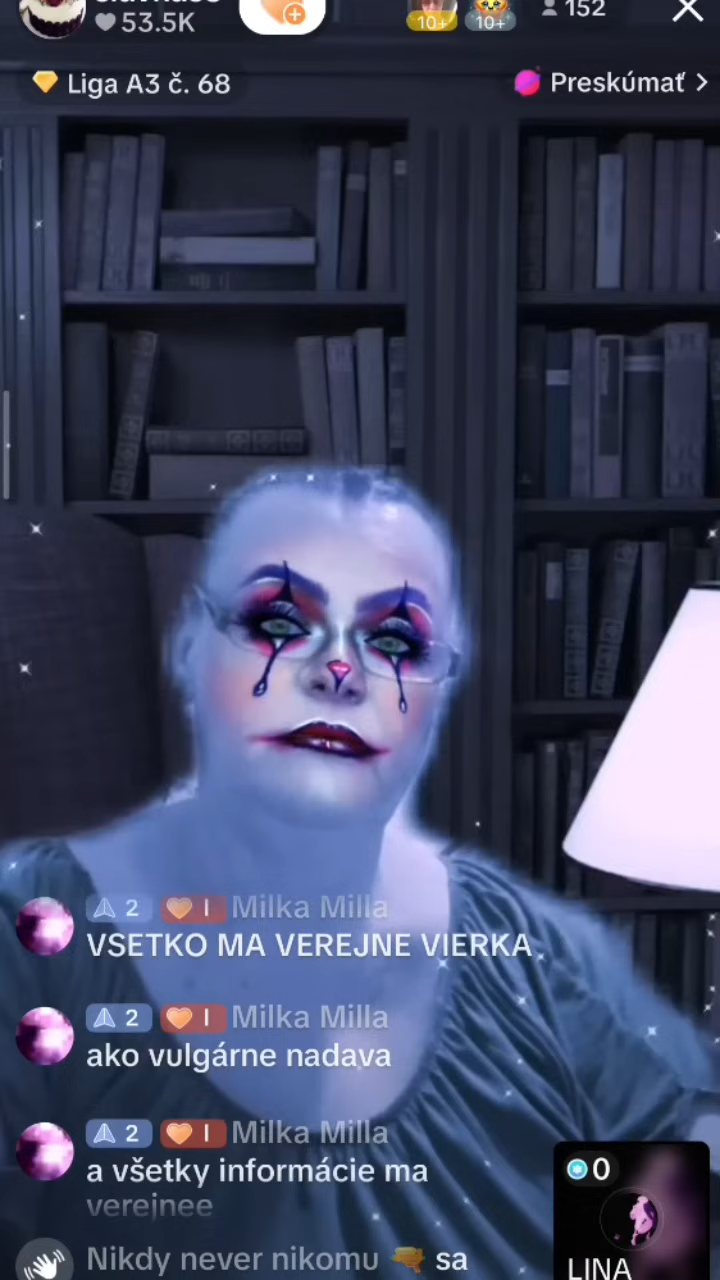 53.5K
10+
10+
152
Liga A3 č. 68
Preskúmať
2 I Milka Milla
VSETKO MA VEREJNE VIERKA
2 I Milka Milla
ako vulgárne nadava
2 I Milka Milla
a všetky informácie ma
verejnee
0
Nikdy never nikomu 🔫 sa
LINA